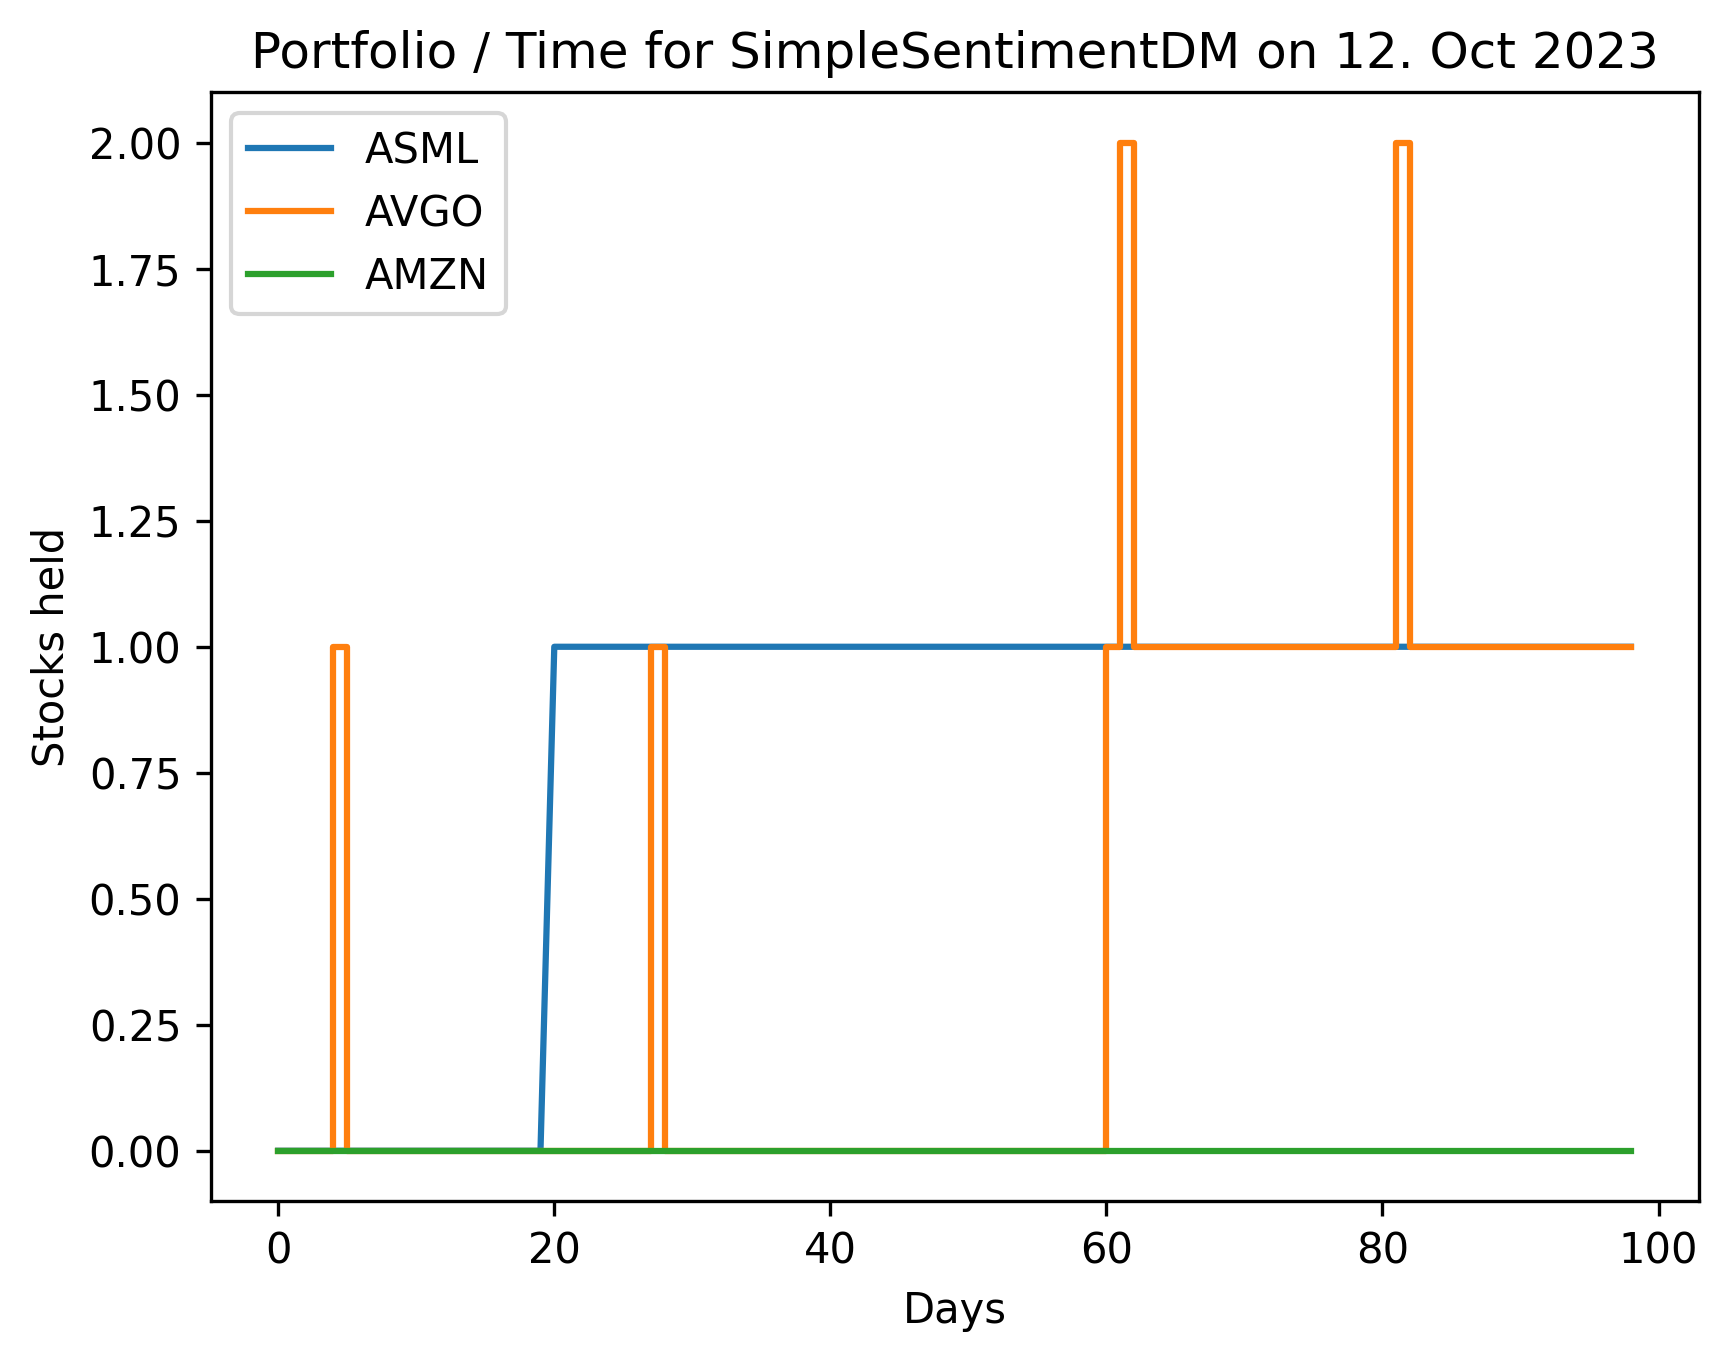 Portfolio / Time for SimpleSentimentDM on 12. Oct 2023
ASML
AVGO
AMZN
2.00
1.75
1.50
1.25
1.00
0.75
0.50
0.25
0.00
Stocks held
0 20 40 60 80 100
Days